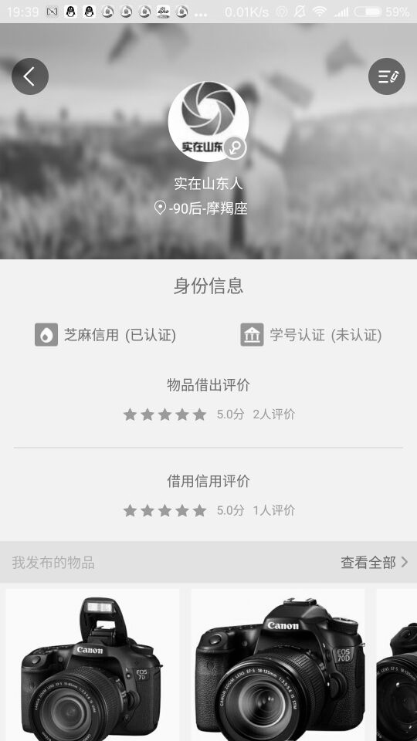 19:39 ... 0.01K/s 59%
实在山东
实在山东人
-90后-摩羯座
身份信息
芝麻信用 (已认证) 学号认证 (未认证)
物品借出评价
5.0分 2人评价
借用信用评价
5.0分 1人评价
我发布的物品 查看全部
Canon Canon
EOS 7D EOS 70D